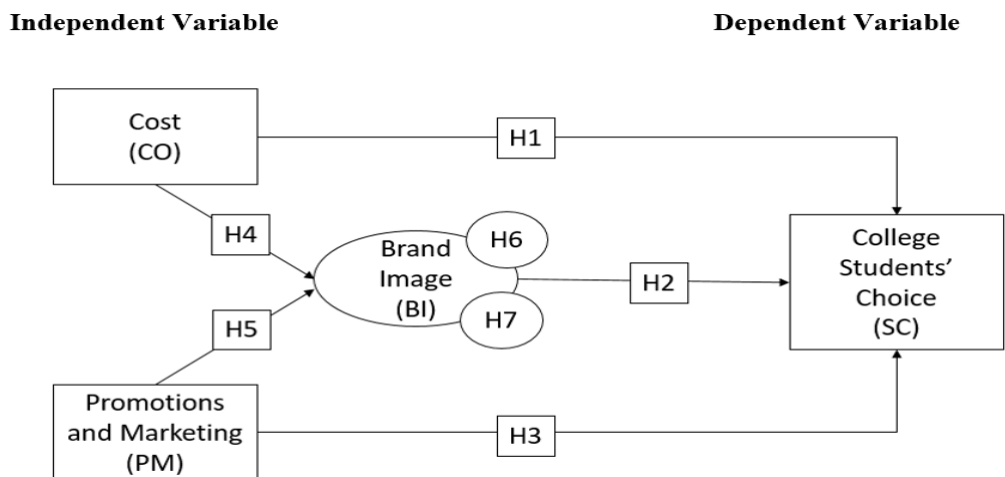 Independent Variable
Dependent Variable
Cost
(CO)
H1
H4
H6
Brand
Image
(BI)
H2
College
Students’
Choice
(SC)
H7
H5
Promotions
and Marketing
(PM)
H3